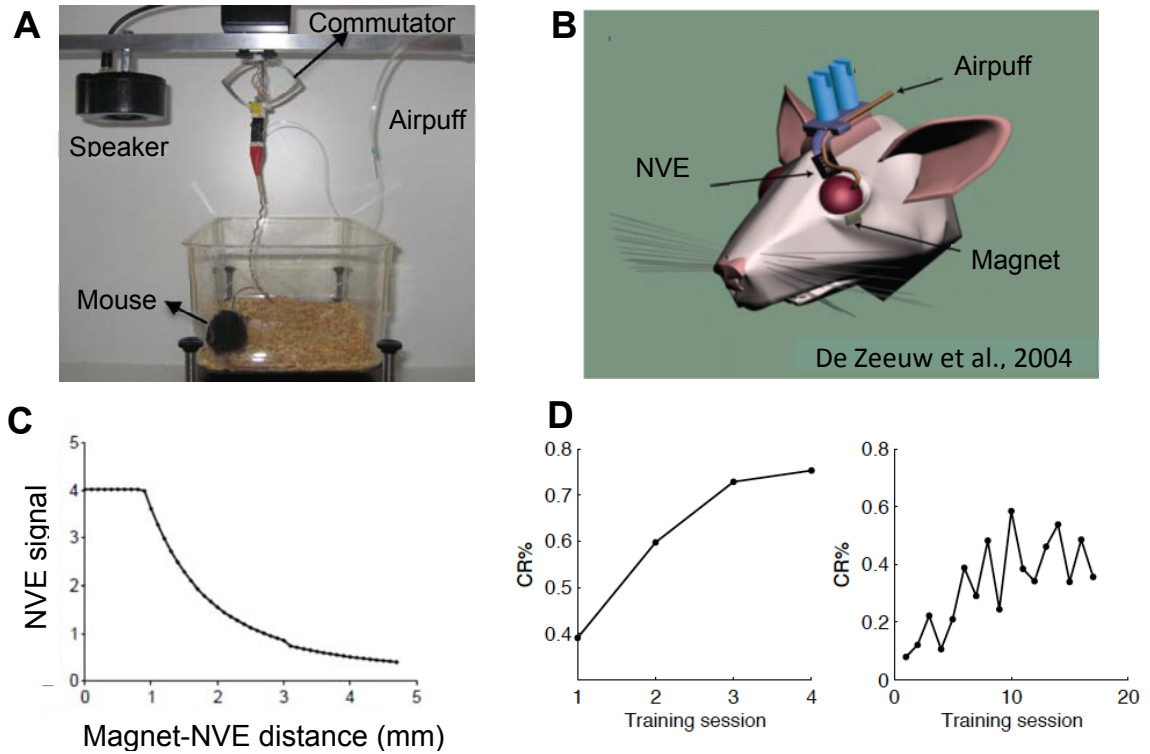 A
Commutator
Speaker
Airpuff
Mouse
B
Airpuff
NVE
Magnet
De Zeeuw et al., 2004
C
5
4
3
2
1
0
0 1 2 3 4 5
NVE signal
Magnet-NVE distance (mm)
D
0.8
0.7
0.6
0.5
0.4
CR%
1 2 3 4
Training session
0.8
0.6
0.4
0.2
0
CR%
0 10 20
Training session